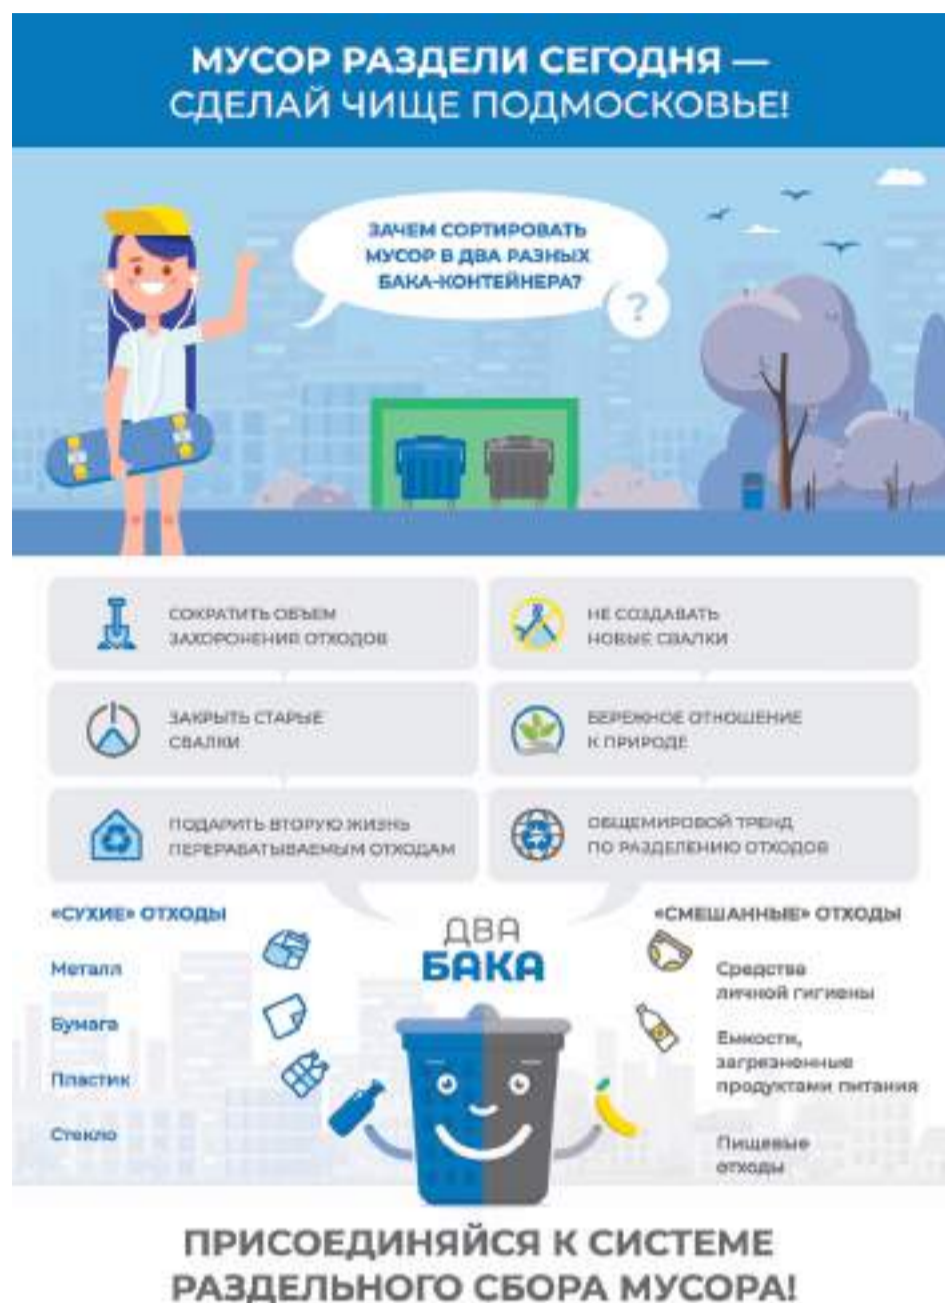 МУСОР РАЗДЕЛИ СЕГОДНЯ —
СДЕЛАЙ ЧИЩЕ ПОДМОСКОВЬЕ!
ЗАЧЕМ СОРТИРОВАТЬ
МУСОР В ДВА РАЗНЫХ
БАКА-КОНТЕЙНЕРА?
?
СОКРАТИТЬ ОБЪЕМ
ЗАХОРОНЕНИЯ ОТХОДОВ
НЕ СОЗДАВАТЬ
НОВЫЕ СВАЛКИ
ЗАКРЫТЬ СТАРЫЕ
СВАЛКИ
БЕРЕЖНОЕ ОТНОШЕНИЕ
К ПРИРОДЕ
ПОДАРИТЬ ВТОРУЮ ЖИЗНЬ
ПЕРЕРАБАТЫВАЕМЫМ ОТХОДАМ
ОБЩЕМИРОВОЙ ТРЕНД
ПО РАЗДЕЛЕНИЮ ОТХОДОВ
«СУХИЕ» ОТХОДЫ
Металл
Бумага
Пластик
Стекло
ДВА
БАКА
«СМЕШАННЫЕ» ОТХОДЫ
Средства
личной гигиены
Емкости,
загрязненные
продуктами питания
Пищевые
отходы
ПРИСОЕДИНЯЙСЯ К СИСТЕМЕ
РАЗДЕЛЬНОГО СБОРА МУСОРА!